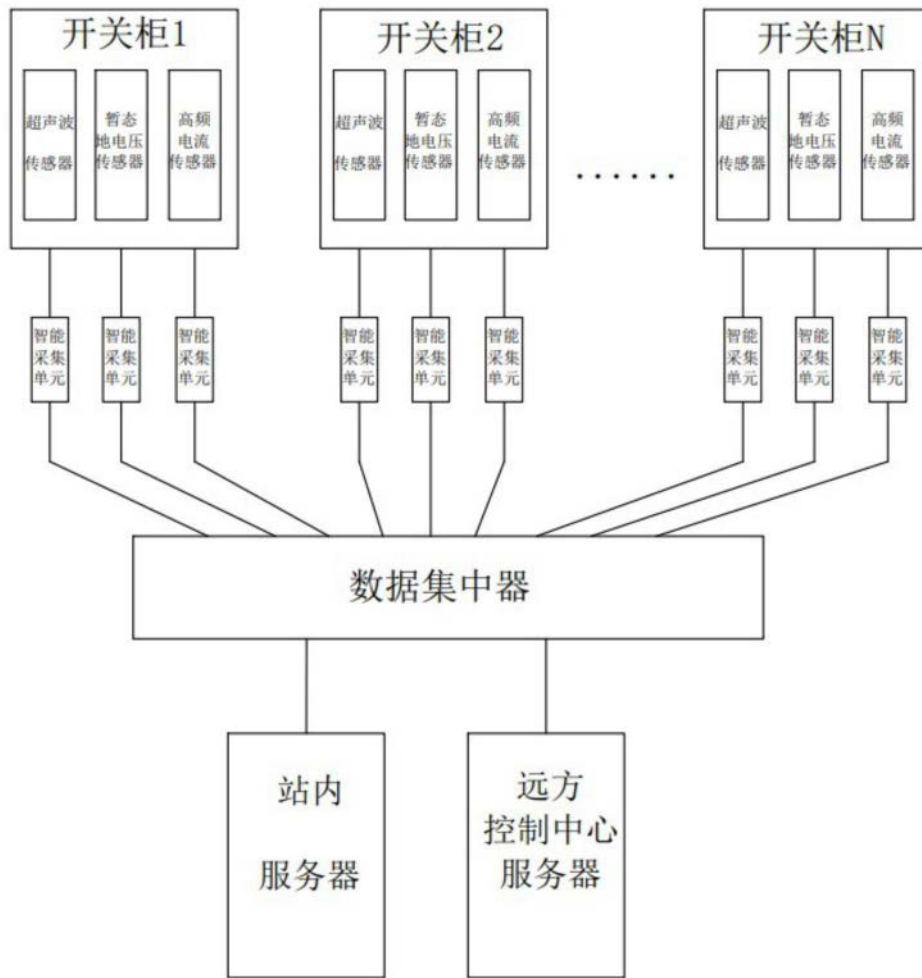 开关柜1
开关柜2
开关柜N
超声波
传感器
暂态
地电压
传感器
高频
电流
传感器
超声波
传感器
暂态
地电压
传感器
高频
电流
传感器
......
超声波
传感器
暂态
地电压
传感器
高频
电流
传感器
智能
采集
单元
智能
采集
单元
智能
采集
单元
智能
采集
单元
智能
采集
单元
智能
采集
单元
智能
采集
单元
智能
采集
单元
智能
采集
单元
数据集中器
站内
服务器
远方
控制中心
服务器